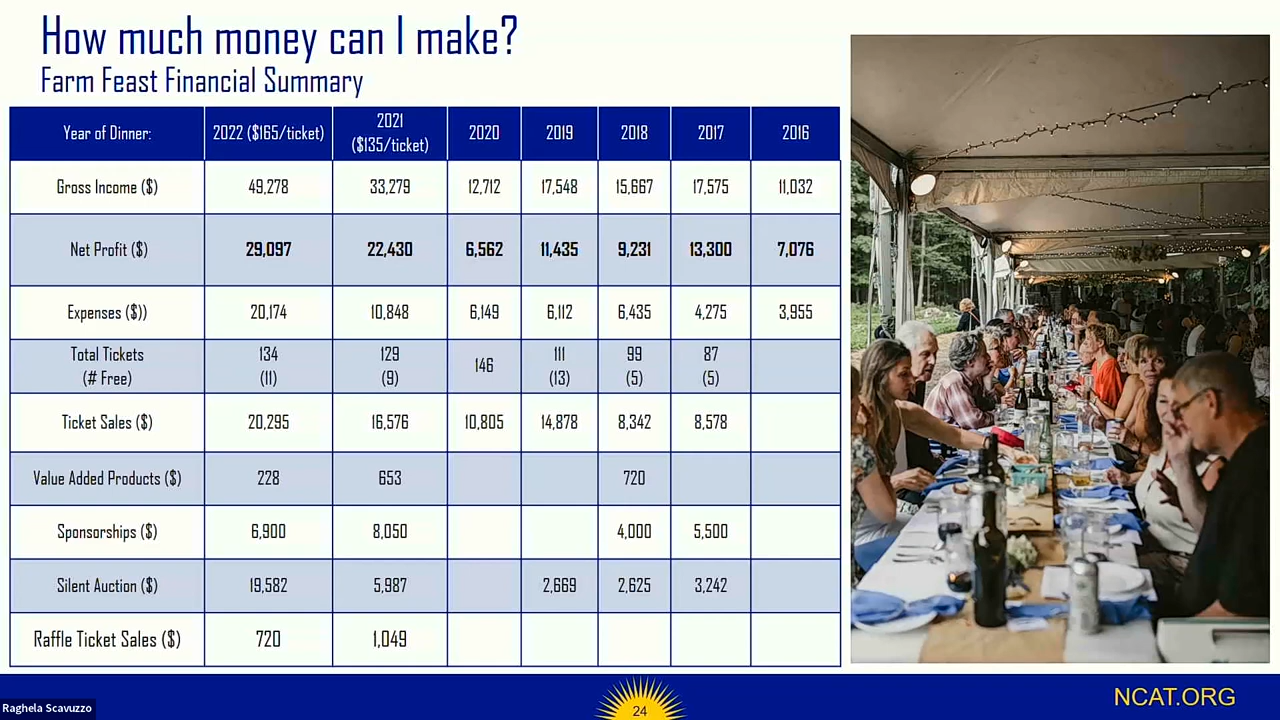 How much money can I make?
Farm Feast Financial Summary
Year of Dinner: 2022 ($165/ticket) 2021 ($135/ticket) 2020 2019 2018 2017 2016
Gross Income ($) 49,278 33,279 12,712 17,548 15,667 17,575 11,032
Net Profit ($) 29,097 22,430 6,562 11,435 9,231 13,300 7,076
Expenses ($)) 20,174 10,848 6,149 6,112 6,435 4,275 3,955
Total Tickets (# Free) 134 (11) 129 (9) 146 111 (13) 99 (5) 87 (5)
Ticket Sales ($) 20,295 16,576 10,805 14,878 8,342 8,578
Value Added Products ($) 228 653 720
Sponsorships ($) 6,900 8,050 4,000 5,500
Silent Auction ($) 19,582 5,987 2,669 2,625 3,242
Raffle Ticket Sales ($) 720 1,049
Raghela Scavuzzo
24
NCAT.ORG